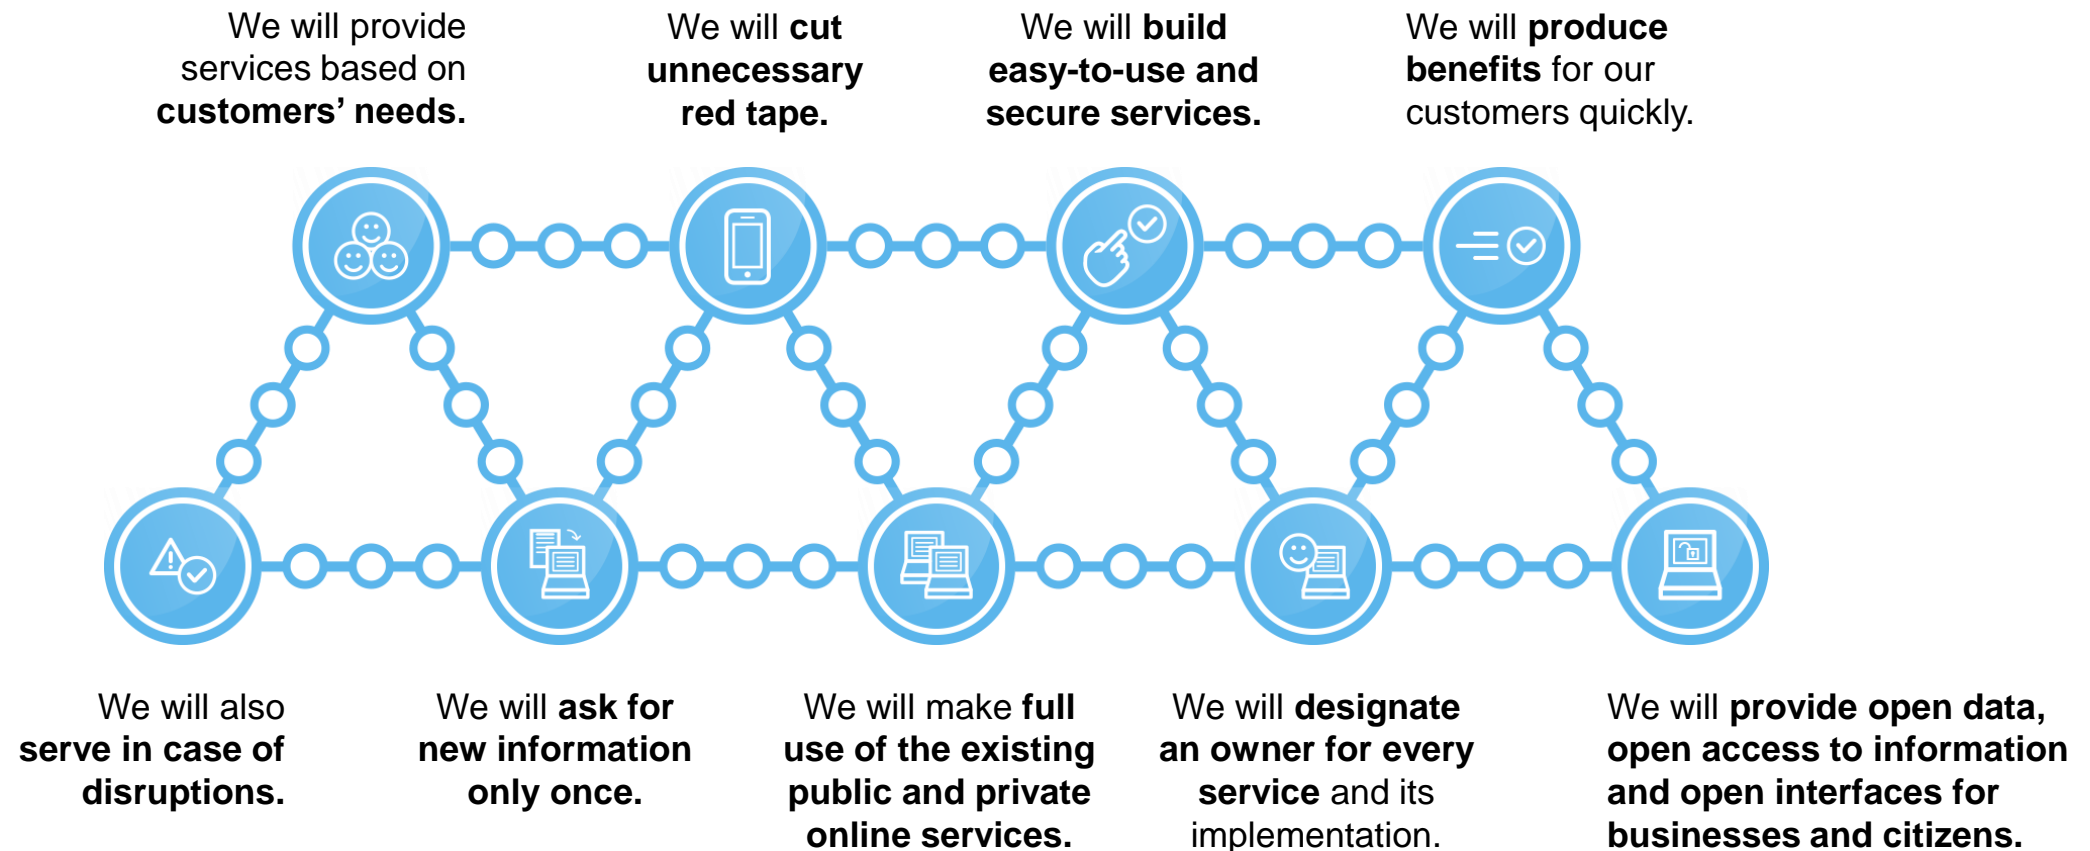 We will provide
services based on
customers’ needs.
We will cut
unnecessary
red tape.
We will build
easy-to-use and
secure services.
We will produce
benefits for our
customers quickly.
We will also
serve in case of
disruptions.
We will ask for
new information
only once.
We will make full
use of the existing
public and private
online services.
We will designate
an owner for every
service and its
implementation.
We will provide open data,
open access to information
and open interfaces for
businesses and citizens.